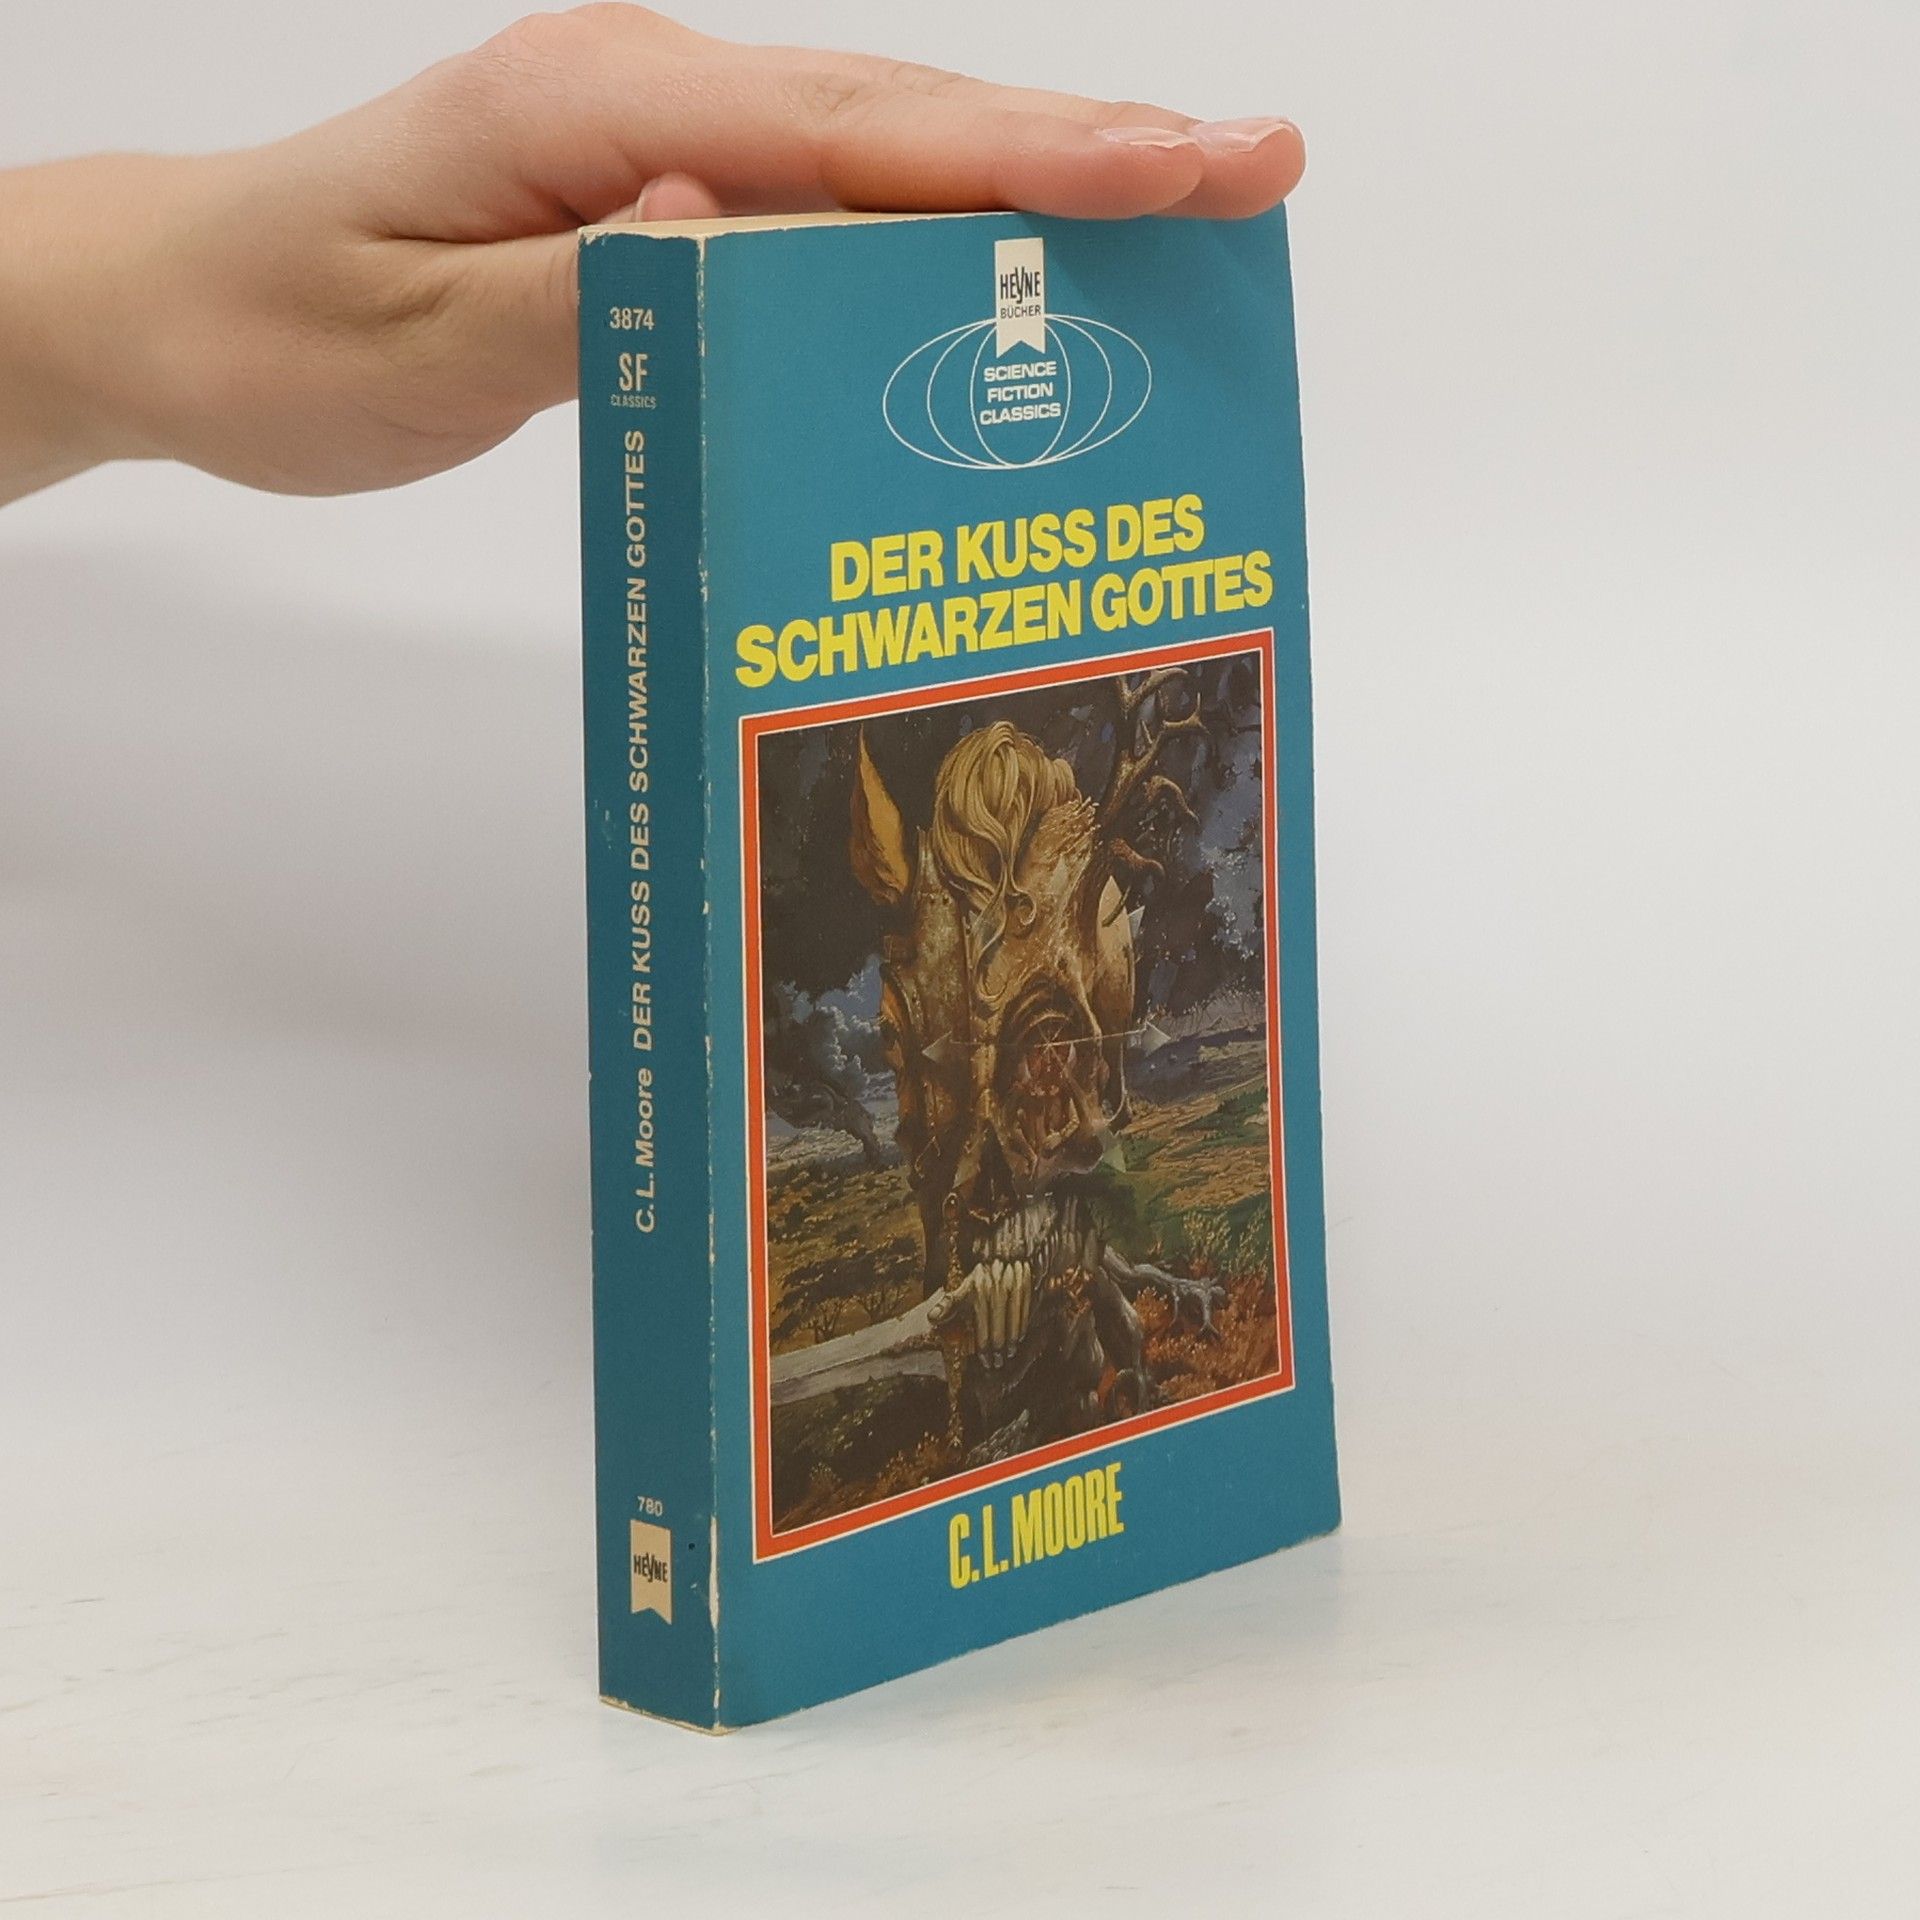 3874
SF
CLASSICS
C.L. Moore DER KUSS DES SCHWARZEN GOTTES
780
HEYNE
HEYNE
BÜCHER
SCIENCE
FICTION
CLASSICS
DER KUSS DES
SCHWARZEN GOTTES
C. L. MOORE